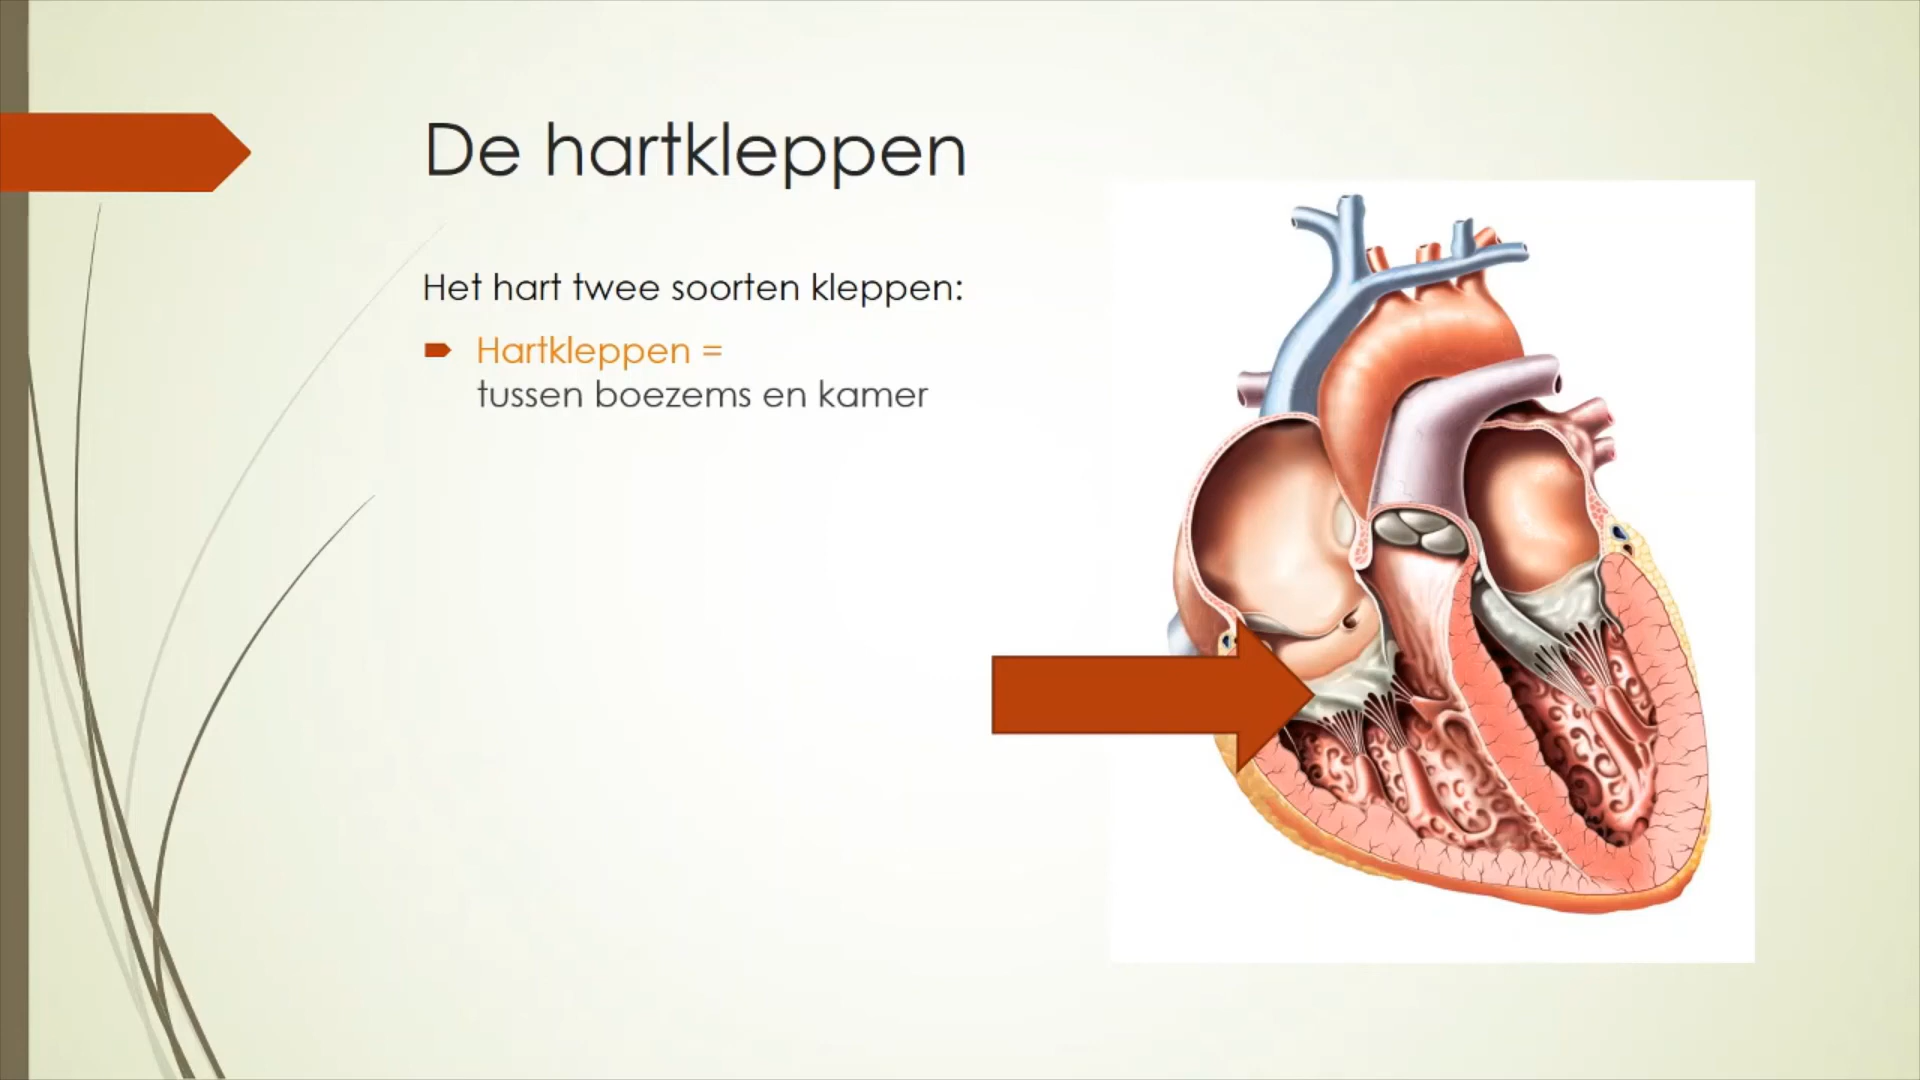 De hartkleppen
Het hart twee soorten kleppen:
Hartkleppen =
tussen boezems en kamer